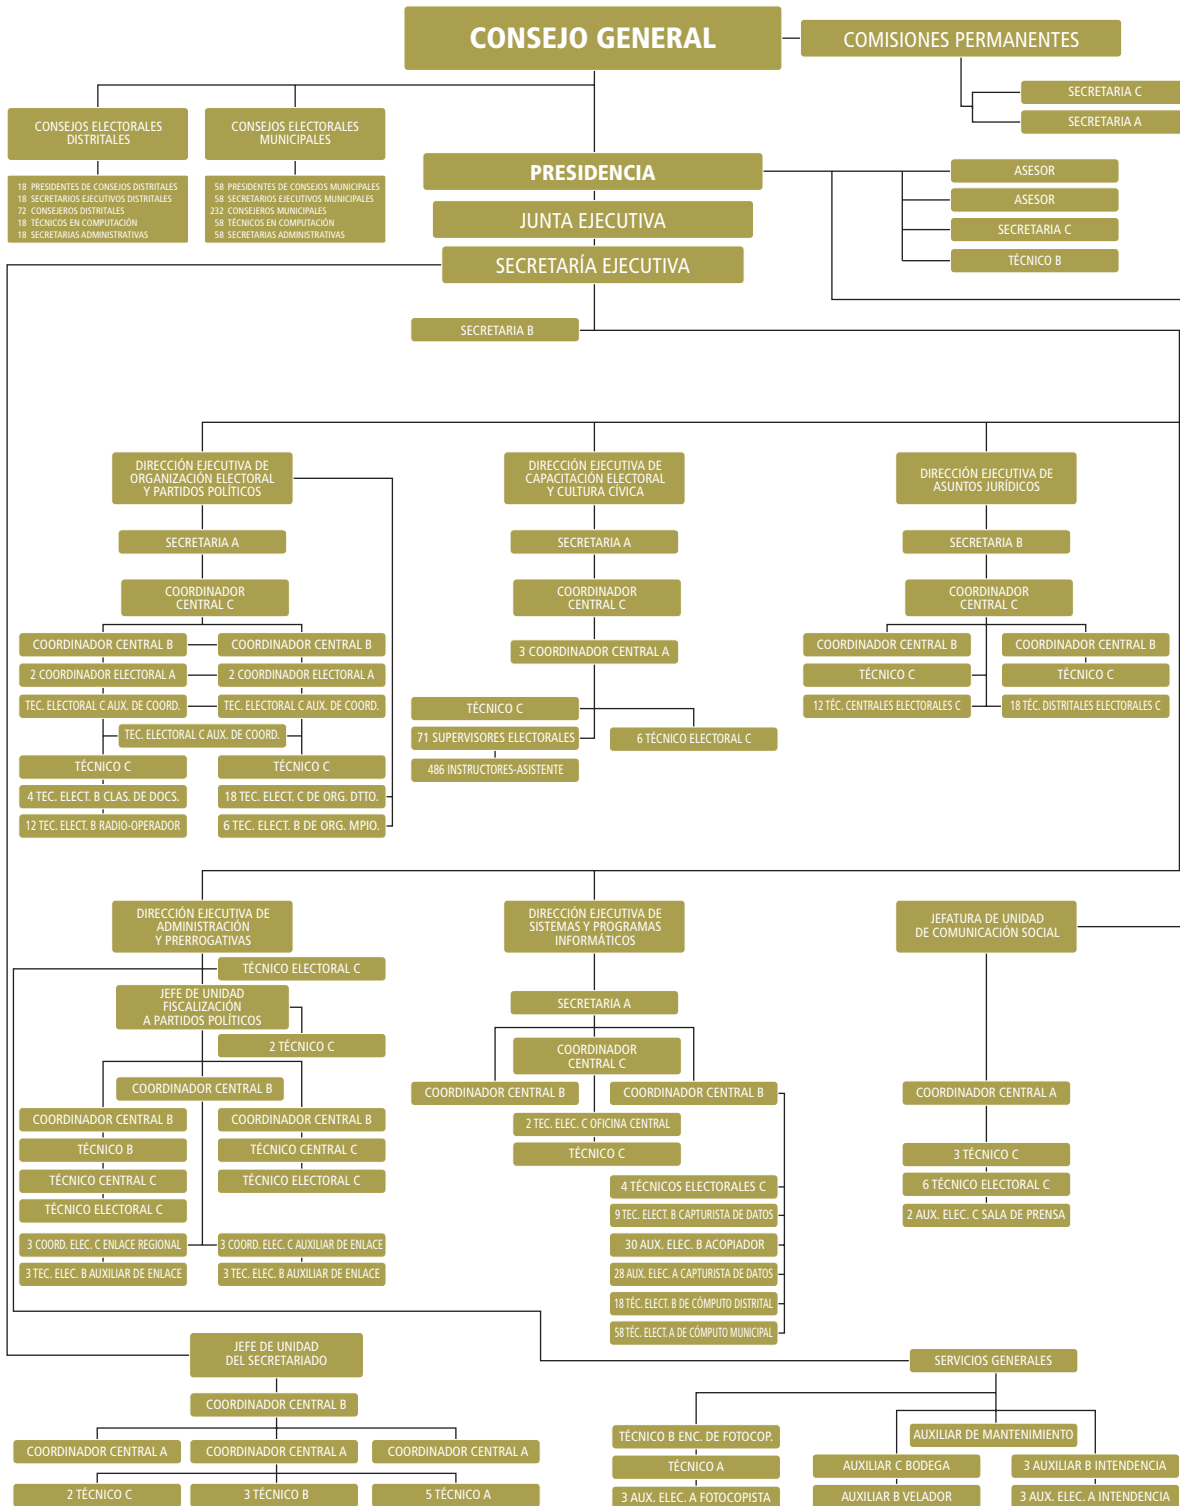 CONSEJO GENERAL
COMISIONES PERMANENTES
SECRETARIA C
SECRETARIA A
CONSEJOS ELECTORALES
DISTRITALES
CONSEJOS ELECTORALES
MUNICIPALES
18 PRESIDENTES DE CONSEJOS DISTRITALES
18 SECRETARIOS EJECUTIVOS DISTRITALES
72 CONSEJEROS DISTRITALES
18 TÉCNICOS EN COMPUTACIÓN
18 SECRETARIAS ADMINISTRATIVAS
58 PRESIDENTES DE CONSEJOS MUNICIPALES
58 SECRETARIOS EJECUTIVOS MUNICIPALES
232 CONSEJEROS MUNICIPALES
58 TÉCNICOS EN COMPUTACIÓN
58 SECRETARIAS ADMINISTRATIVAS
PRESIDENCIA
JUNTA EJECUTIVA
SECRETARÍA EJECUTIVA
ASESOR
ASESOR
SECRETARIA C
TÉCNICO B
SECRETARIA B
DIRECCIÓN EJECUTIVA DE
ORGANIZACIÓN ELECTORAL
Y PARTIDOS POLÍTICOS
SECRETARIA A
COORDINADOR
CENTRAL C
COORDINADOR CENTRAL B
COORDINADOR CENTRAL B
2 COORDINADOR ELECTORAL A
2 COORDINADOR ELECTORAL A
TEC. ELECTORAL C AUX. DE COORD.
TEC. ELECTORAL C AUX. DE COORD.
TEC. ELECTORAL C AUX. DE COORD.
TÉCNICO C
TÉCNICO C
4 TEC. ELECT. B CLAS. DE DOCS.
18 TEC. ELECT. C DE ORG. DTTO.
12 TEC. ELECT. B RADIO-OPERADOR
6 TEC. ELECT. B DE ORG. MPIO.
DIRECCIÓN EJECUTIVA DE
CAPACITACIÓN ELECTORAL
Y CULTURA CÍVICA
SECRETARIA A
COORDINADOR
CENTRAL C
3 COORDINADOR CENTRAL A
TÉCNICO C
71 SUPERVISORES ELECTORALES
6 TÉCNICO ELECTORAL C
486 INSTRUCTORES-ASISTENTE
DIRECCIÓN EJECUTIVA DE
ASUNTOS JURÍDICOS
SECRETARIA B
COORDINADOR
CENTRAL C
COORDINADOR CENTRAL B
COORDINADOR CENTRAL B
TÉCNICO C
TÉCNICO C
12 TÉC. CENTRALES ELECTORALES C
18 TÉC. DISTRITALES ELECTORALES C
DIRECCIÓN EJECUTIVA DE
ADMINISTRACIÓN
Y PRERROGATIVAS
TÉCNICO ELECTORAL C
JEFE DE UNIDAD
FISCALIZACIÓN
A PARTIDOS POLÍTICOS
2 TÉCNICO C
COORDINADOR CENTRAL B
COORDINADOR CENTRAL B
COORDINADOR CENTRAL B
TÉCNICO B
TÉCNICO CENTRAL C
TÉCNICO CENTRAL C
TÉCNICO ELECTORAL C
TÉCNICO ELECTORAL C
3 COORD. ELEC. C ENLACE REGIONAL
3 COORD. ELEC. C AUXILIAR DE ENLACE
3 TEC. ELEC. B AUXILIAR DE ENLACE
3 TEC. ELEC. B AUXILIAR DE ENLACE
DIRECCIÓN EJECUTIVA DE
SISTEMAS Y PROGRAMAS
INFORMÁTICOS
SECRETARIA A
COORDINADOR
CENTRAL C
COORDINADOR CENTRAL B
COORDINADOR CENTRAL B
2 TEC. ELEC. C OFICINA CENTRAL
TÉCNICO C
4 TÉCNICOS ELECTORALES C
9 TEC. ELECT. B CAPTURISTA DE DATOS
30 AUX. ELEC. B ACOPIADOR
28 AUX. ELEC. A CAPTURISTA DE DATOS
18 TÉC. ELECT. B DE CÓMPUTO DISTRITAL
58 TÉC. ELECT. A DE CÓMPUTO MUNICIPAL
JEFATURA DE UNIDAD
DE COMUNICACIÓN SOCIAL
COORDINADOR CENTRAL A
3 TÉCNICO C
6 TÉCNICO ELECTORAL C
2 AUX. ELEC. C SALA DE PRENSA
JEFE DE UNIDAD
DEL SECRETARIADO
COORDINADOR CENTRAL B
COORDINADOR CENTRAL A
COORDINADOR CENTRAL A
COORDINADOR CENTRAL A
2 TÉCNICO C
3 TÉCNICO B
5 TÉCNICO A
SERVICIOS GENERALES
TÉCNICO B ENC. DE FOTOCOP.
AUXILIAR DE MANTENIMIENTO
TÉCNICO A
AUXILIAR C BODEGA
3 AUXILIAR B INTENDENCIA
3 AUX. ELEC. A FOTOCOPISTA
AUXILIAR B VELADOR
3 AUX. ELEC. A INTENDENCIA